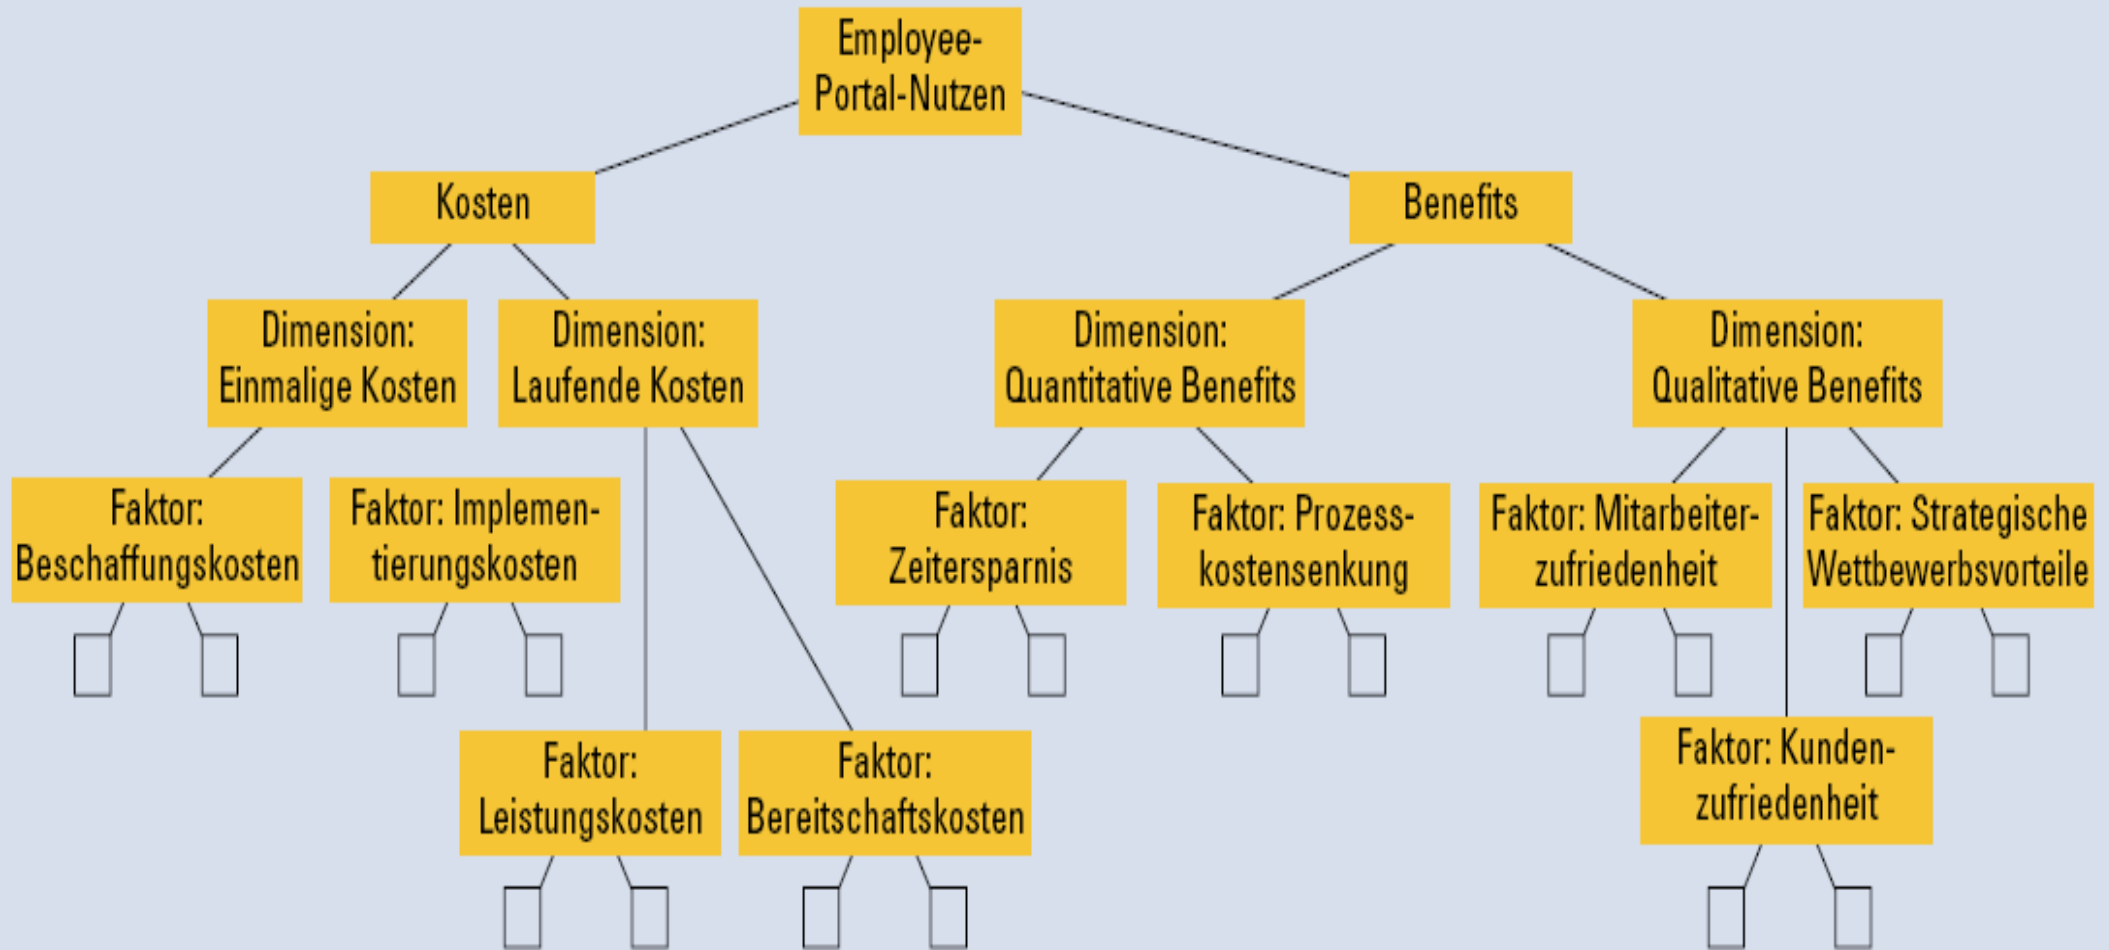 Employee-
Portal-Nutzen
Kosten
Benefits
Dimension:
Einmalige Kosten
Dimension:
Laufende Kosten
Dimension:
Quantitative Benefits
Dimension:
Qualitative Benefits
Faktor:
Beschaffungskosten
Faktor: Implemen-
tierungskosten
Faktor:
Zeitersparnis
Faktor: Prozess-
kostensenkung
Faktor: Mitarbeiter-
zufriedenheit
Faktor: Strategische
Wettbewerbsvorteile
Faktor:
Leistungskosten
Faktor:
Bereitschaftskosten
Faktor: Kunden-
zufriedenheit